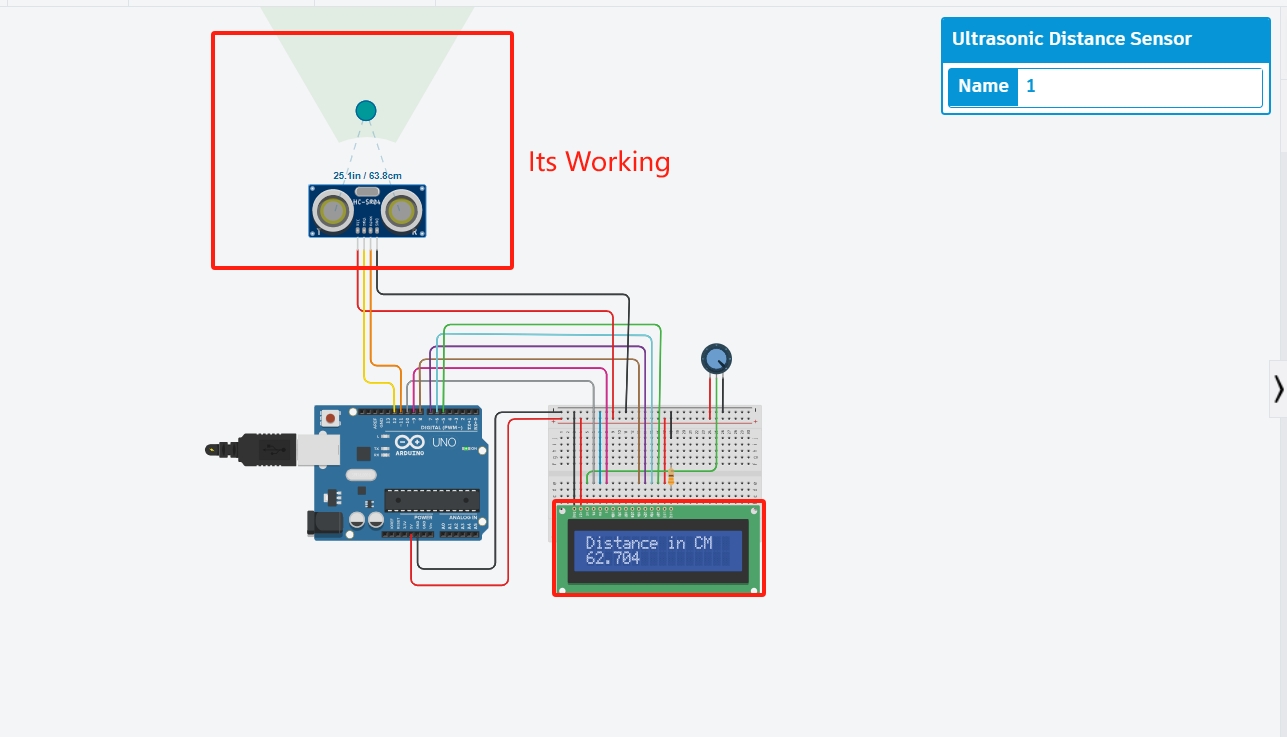 Ultrasonic Distance Sensor
Name 1
Its Working
25.1in / 63.8cm
HC-SR04
T R
DIGITAL (PWM~)
UNO
ARDUINO
POWER ANALOG IN
Distance in CM
62.704